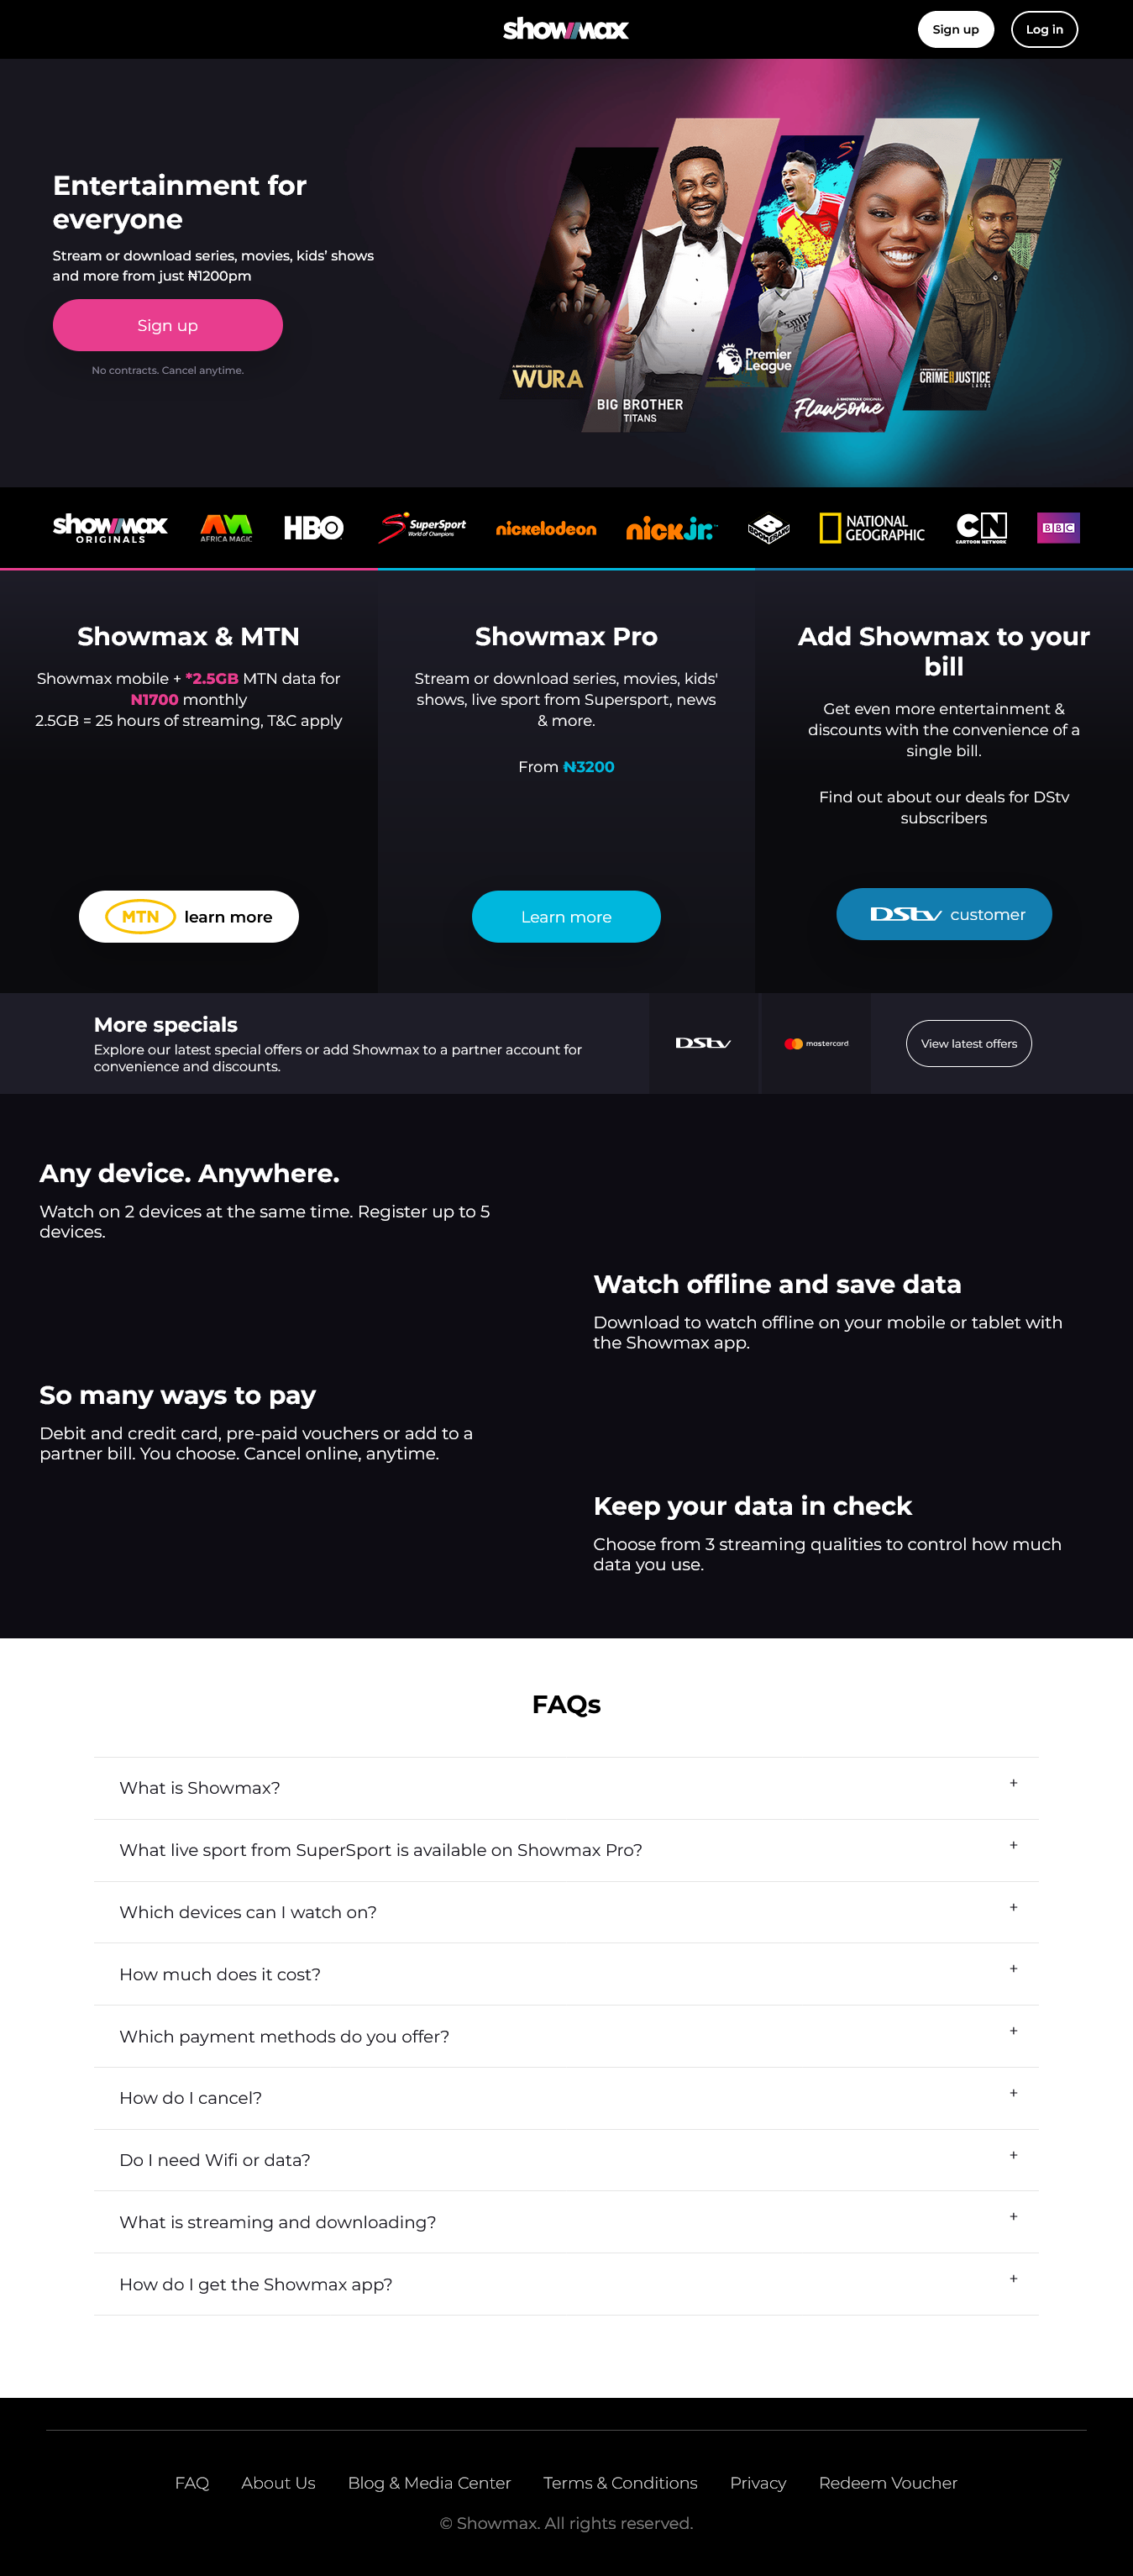 showmax
Sign up
Log in
Entertainment for
everyone
Stream or download series, movies, kids’ shows
and more from just ₦1200pm
Sign up
No contracts. Cancel anytime.
A SHOWMAX ORIGINAL
WURA
BIG BROTHER
TITANS
Premier
League
A SHOWMAX ORIGINAL
Flawsome
CRIME & JUSTICE
LAGOS
showmax
ORIGINALS
AM
AFRICA MAGIC
HBO
SuperSport
World of Champions
nickelodeon
nick jr.
BOOMERANG
NATIONAL
GEOGRAPHIC
CN
CARTOON NETWORK
BBC
Showmax & MTN
Showmax mobile + *2.5GB MTN data for
N1700 monthly
2.5GB = 25 hours of streaming, T&C apply
MTN learn more
Showmax Pro
Stream or download series, movies, kids'
shows, live sport from Supersport, news
& more.
From ₦3200
Learn more
Add Showmax to your
bill
Get even more entertainment &
discounts with the convenience of a
single bill.
Find out about our deals for DStv
subscribers
DStv customer
More specials
Explore our latest special offers or add Showmax to a partner account for
convenience and discounts.
DStv
mastercard
View latest offers
Any device. Anywhere.
Watch on 2 devices at the same time. Register up to 5
devices.
Watch offline and save data
Download to watch offline on your mobile or tablet with
the Showmax app.
So many ways to pay
Debit and credit card, pre-paid vouchers or add to a
partner bill. You choose. Cancel online, anytime.
Keep your data in check
Choose from 3 streaming qualities to control how much
data you use.
FAQs
What is Showmax? +
What live sport from SuperSport is available on Showmax Pro? +
Which devices can I watch on? +
How much does it cost? +
Which payment methods do you offer? +
How do I cancel? +
Do I need Wifi or data? +
What is streaming and downloading? +
How do I get the Showmax app? +
FAQ About Us Blog & Media Center Terms & Conditions Privacy Redeem Voucher
© Showmax. All rights reserved.